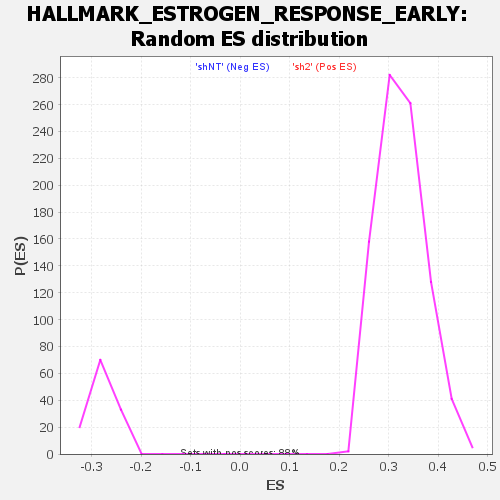 HALLMARK_ESTROGEN_RESPONSE_EARLY:
Random ES distribution
'shNT' (Neg ES) 'sh2' (Pos ES)
280
260
240
220
200
180
160
140
120
100
80
60
40
20
0
P(ES)
Sets with pos scores: 88%
-0.3 -0.2 -0.1 0.0 0.1 0.2 0.3 0.4 0.5
ES